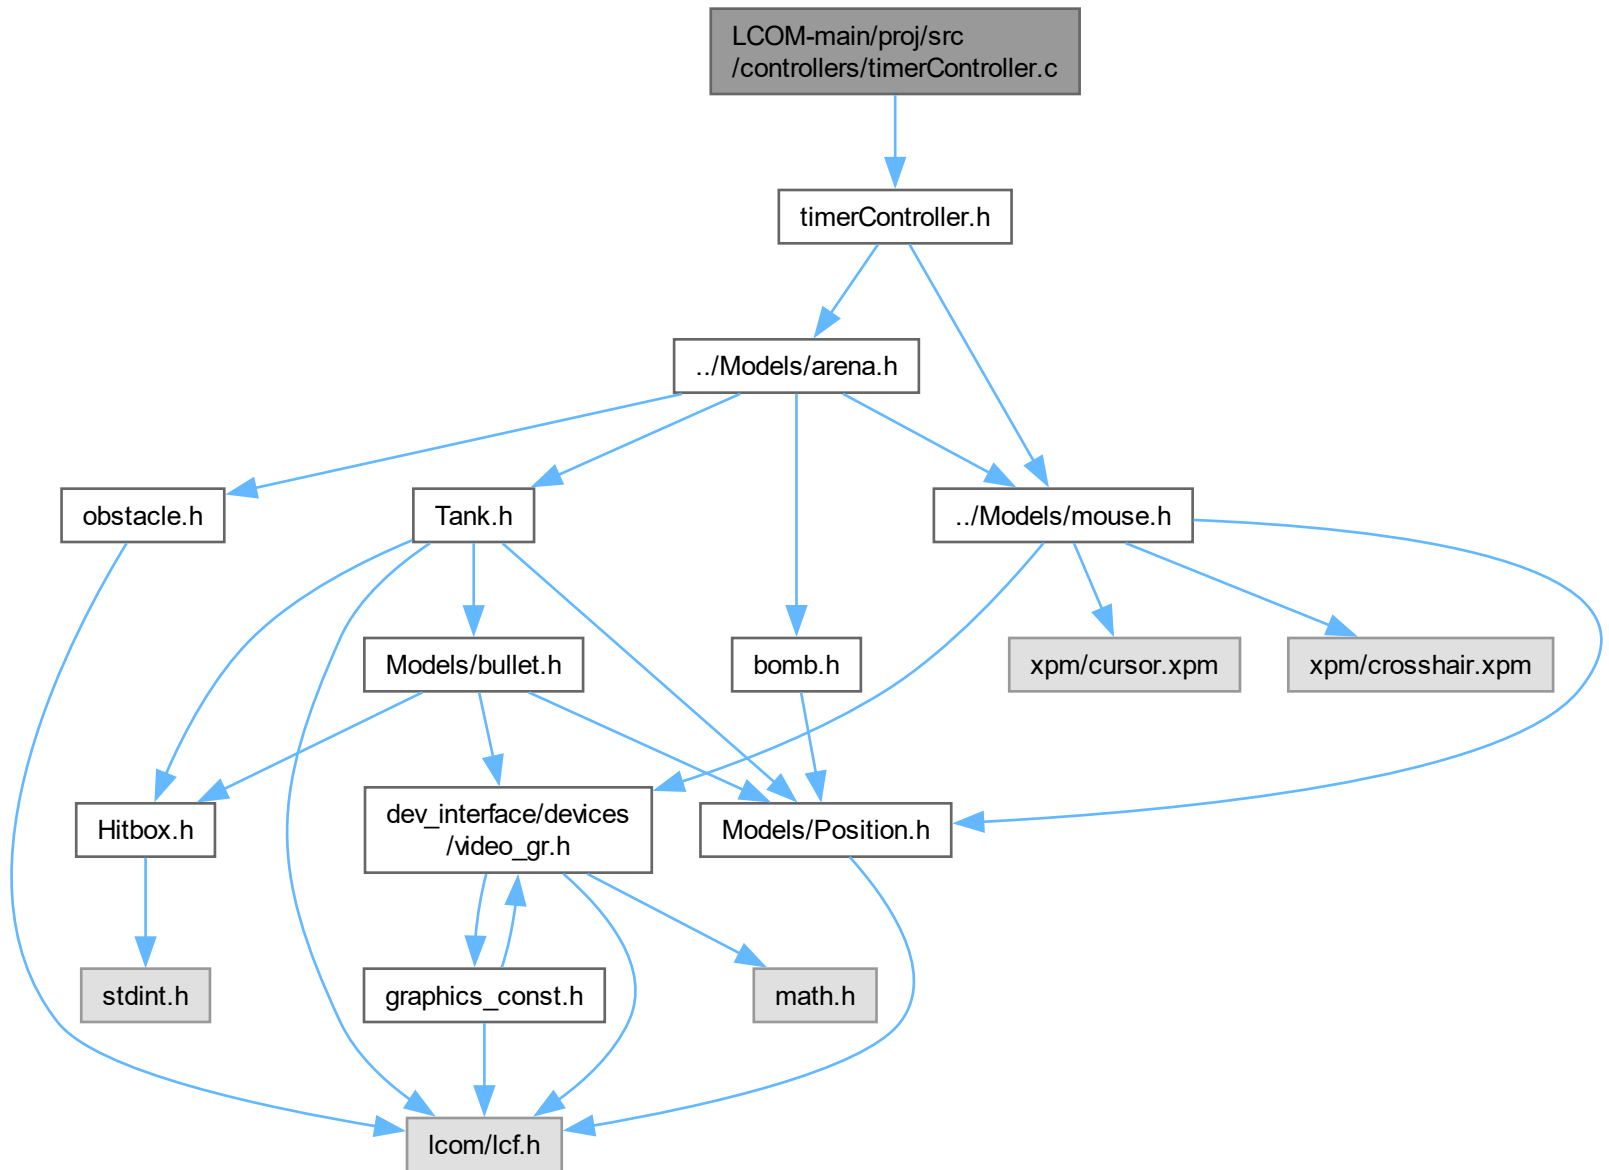 LCOM-main/proj/src
/controllers/timerController.c
timerController.h
../Models/arena.h
obstacle.h
Tank.h
../Models/mouse.h
Models/bullet.h
bomb.h
xpm/cursor.xpm
xpm/crosshair.xpm
Hitbox.h
dev_interface/devices
/video_gr.h
Models/Position.h
stdint.h
graphics_const.h
math.h
lcom/lcf.h